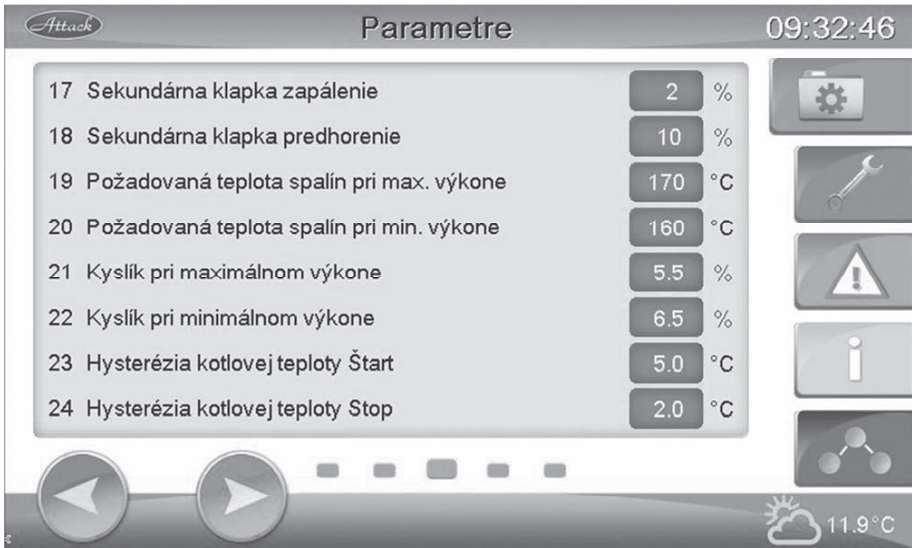 Attack Parametre 09:32:46
17 Sekundárna klapka zapálenie 2 %
18 Sekundárna klapka predhorenie 10 %
19 Požadovaná teplota spalín pri max. výkone 170 °C
20 Požadovaná teplota spalín pri min. výkone 160 °C
21 Kyslík pri maximálnom výkone 5.5 %
22 Kyslík pri minimálnom výkone 6.5 %
23 Hysterézia kotlovej teploty Štart 5.0 °C
24 Hysterézia kotlovej teploty Stop 2.0 °C
11.9°C